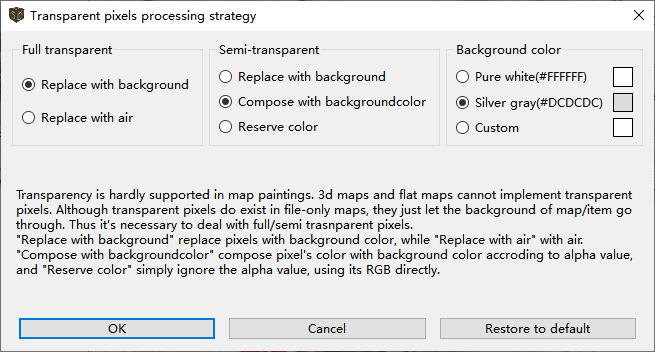 Transparent pixels processing strategy
Full transparent
Replace with background
Replace with air
Semi-transparent
Replace with background
Compose with backgroundcolor
Reserve color
Background color
Pure white(#FFFFFF)
Silver gray(#DCDCDC)
Custom
Transparency is hardly supported in map paintings. 3d maps and flat maps cannot implement transparent
pixels. Although transparent pixels do exist in file-only maps, they just let the background of map/item go
through. Thus it's necessary to deal with full/semi trasnparent pixels.
"Replace with background" replace pixels with background color, while "Replace with air" with air.
"Compose with backgroundcolor" compose pixel's color with background color accroding to alpha value,
and "Reserve color" simply ignore the alpha value, using its RGB directly.
OK
Cancel
Restore to default